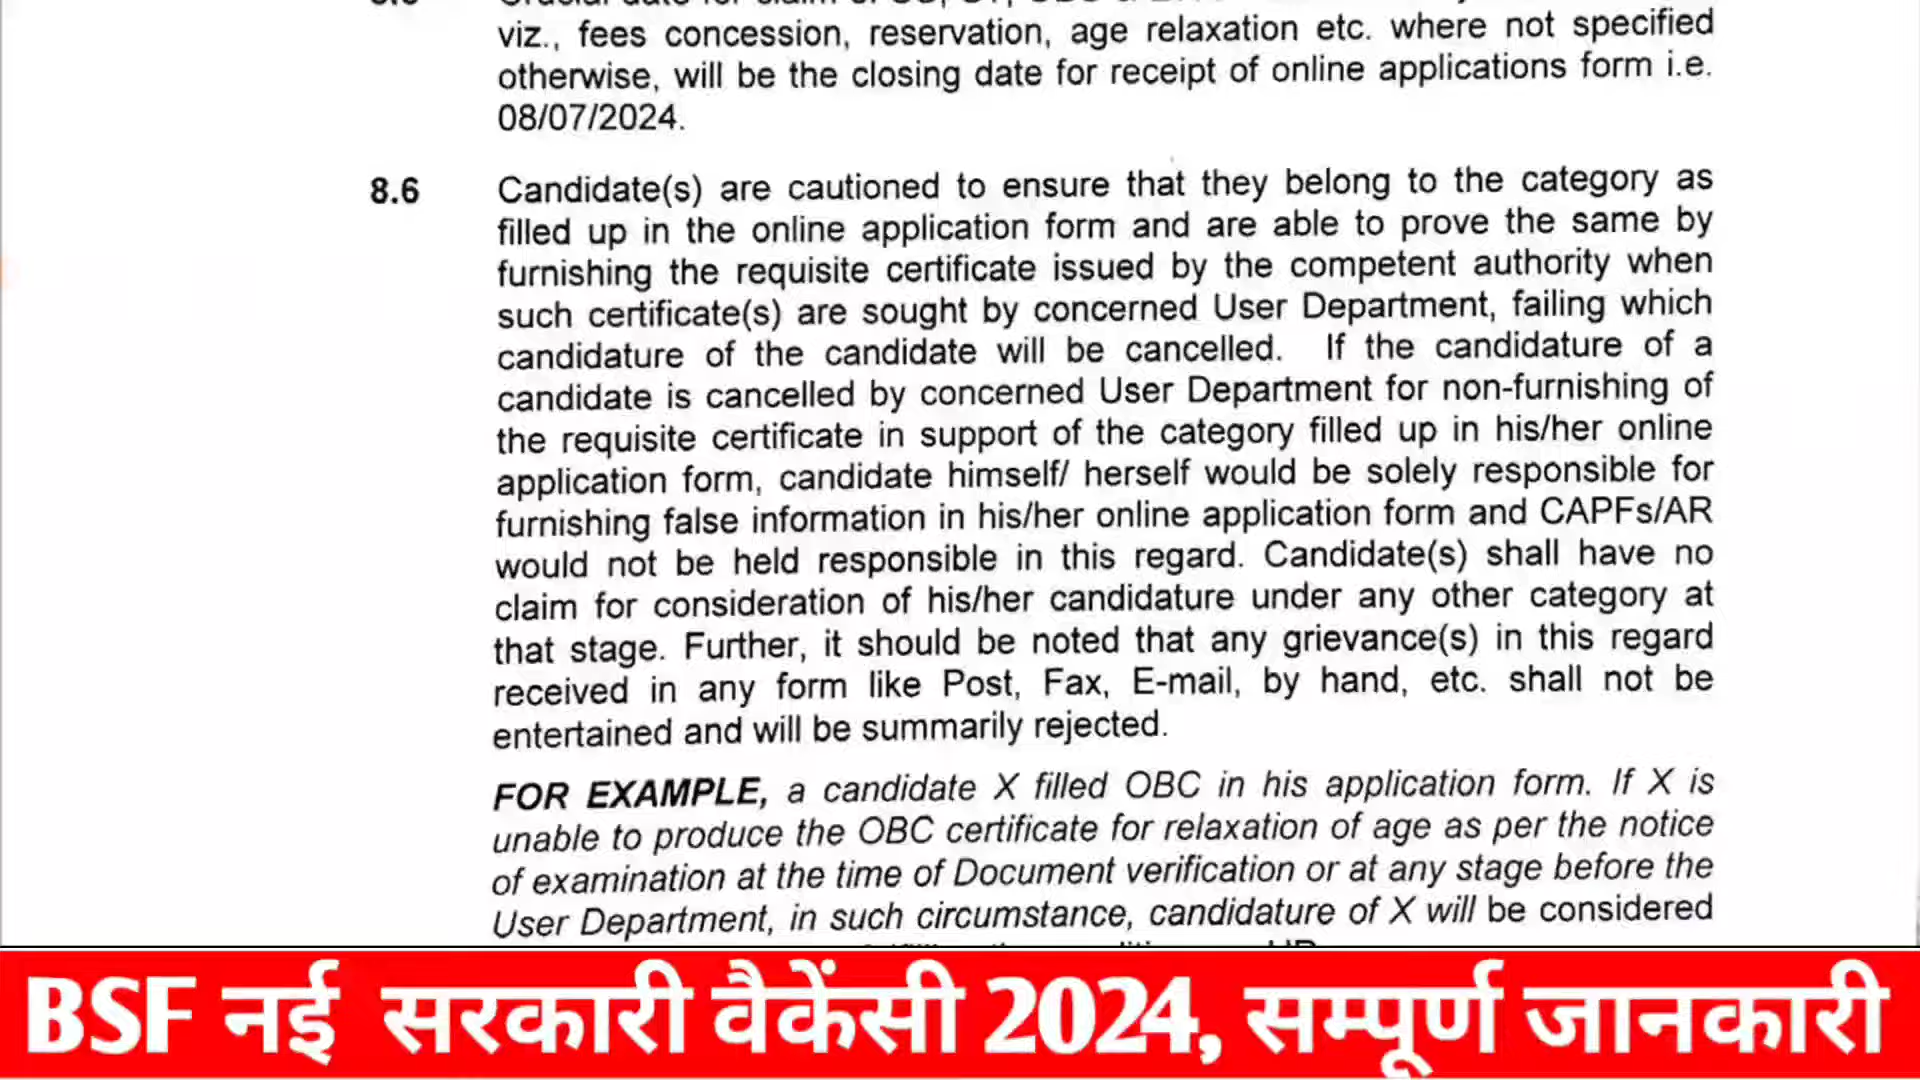 viz., fees concession, reservation, age relaxation etc. where not specified
otherwise, will be the closing date for receipt of online applications form i.e.
08/07/2024.
8.6 Candidate(s) are cautioned to ensure that they belong to the category as
filled up in the online application form and are able to prove the same by
furnishing the requisite certificate issued by the competent authority when
such certificate(s) are sought by concerned User Department, failing which
candidature of the candidate will be cancelled. If the candidature of a
candidate is cancelled by concerned User Department for non-furnishing of
the requisite certificate in support of the category filled up in his/her online
application form, candidate himself/ herself would be solely responsible for
furnishing false information in his/her online application form and CAPFs/AR
would not be held responsible in this regard. Candidate(s) shall have no
claim for consideration of his/her candidature under any other category at
that stage. Further, it should be noted that any grievance(s) in this regard
received in any form like Post, Fax, E-mail, by hand, etc. shall not be
entertained and will be summarily rejected.
FOR EXAMPLE, a candidate X filled OBC in his application form. If X is
unable to produce the OBC certificate for relaxation of age as per the notice
of examination at the time of Document verification or at any stage before the
User Department, in such circumstance, candidature of X will be considered
BSF नई सरकारी वैकेंसी 2024, सम्पूर्ण जानकारी